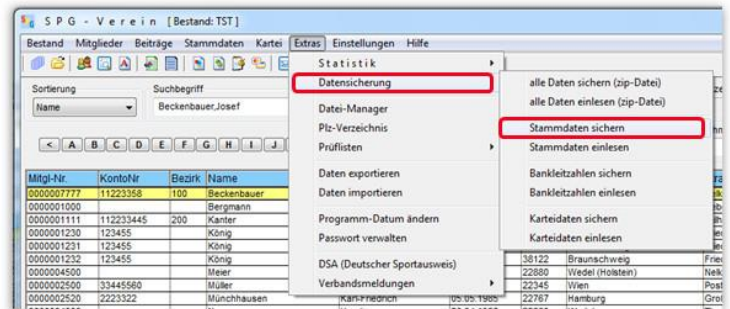 S P G - V e r e i n [Bestand: TST]
Bestand Mitglieder Beiträge Stammdaten Kartei Extras Einstellungen Hilfe
Sortierung Suchbegriff
Name Beckenbauer,Josef
< A B C D E F G H I J
Statistik
Datensicherung
Datei-Manager
Plz-Verzeichnis
Prüflisten
Daten exportieren
Daten importieren
Programm-Datum ändern
Passwort verwalten
DSA (Deutscher Sportausweis)
Verbandsmeldungen
alle Daten sichern (zip-Datei)
alle Daten einlesen (zip-Datei)
Stammdaten sichern
Stammdaten einlesen
Bankleitzahlen sichern
Bankleitzahlen einlesen
Karteidaten sichern
Karteidaten einlesen
Mitgl-Nr. KontoNr Bezirk Name
0000007777 11223358 100 Beckenbauer
0000001000 Bergmann
0000001111 112233445 200 Kanter
0000001230 123455 König
0000001231 123455 König
0000001232 123455 König 38122 Braunschweig
0000004500 Meier 22880 Wedel (Holstein)
0000002500 33445560 Müller 22345 Wien
0000002520 2223322 Münchhausen Karl-Friedrich 05.05.1985 22767 Hamburg